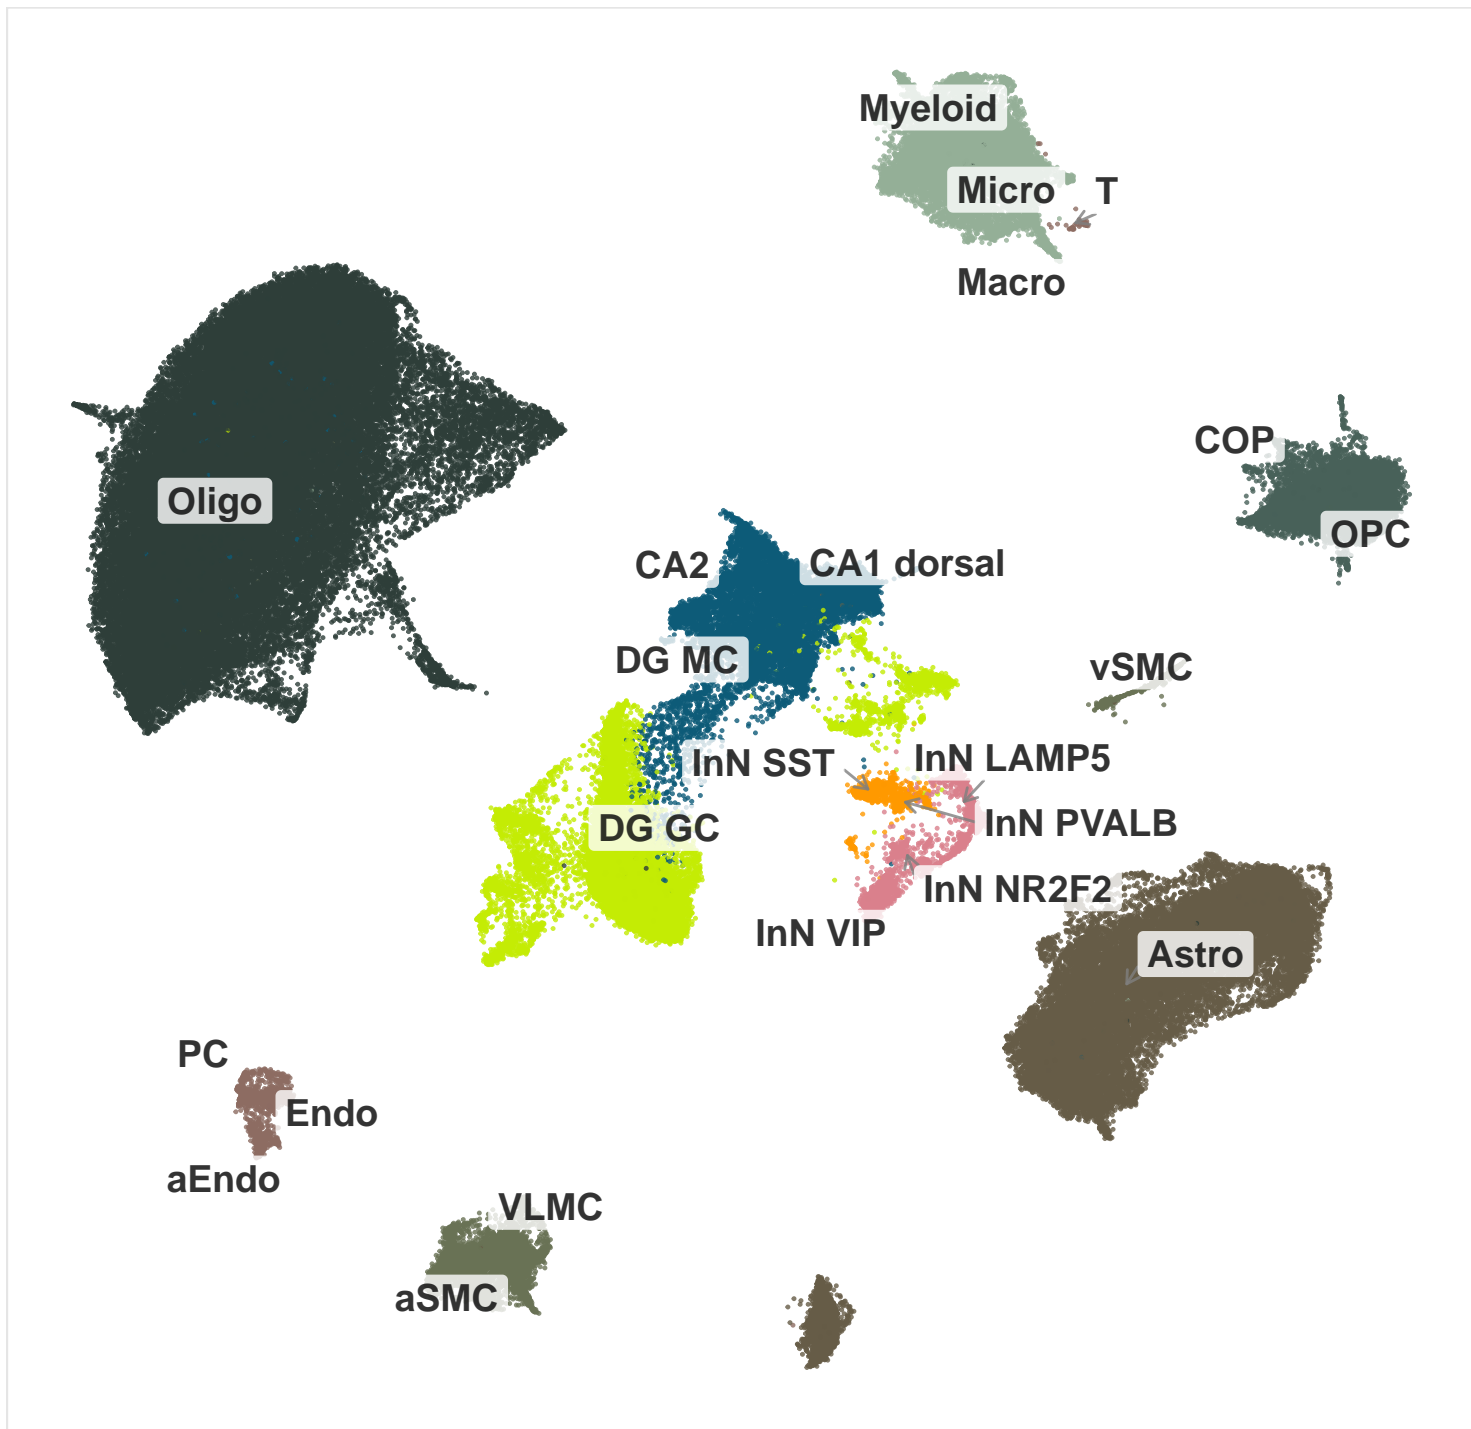 Myeloid
Micro
T
Macro
COP
Oligo
OPC
CA2
CA1 dorsal
DG MC
vSMC
InN SST
InN LAMP5
InN PVALB
DG GC
InN NR2F2
InN VIP
Astro
PC
Endo
aEndo
VLMC
aSMC